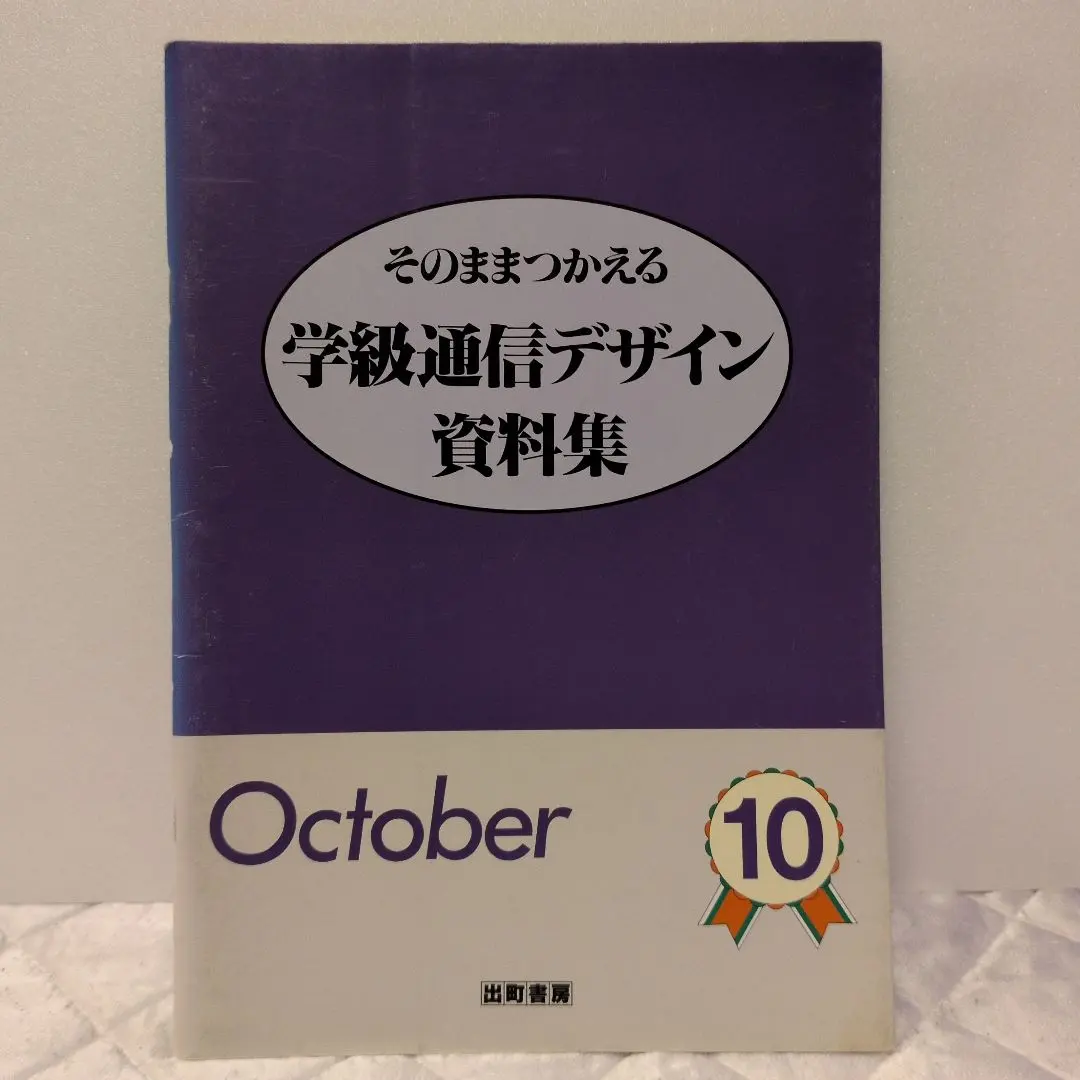 そのままつかえる
学級通信デザイン
資料集
October
10
出町書房